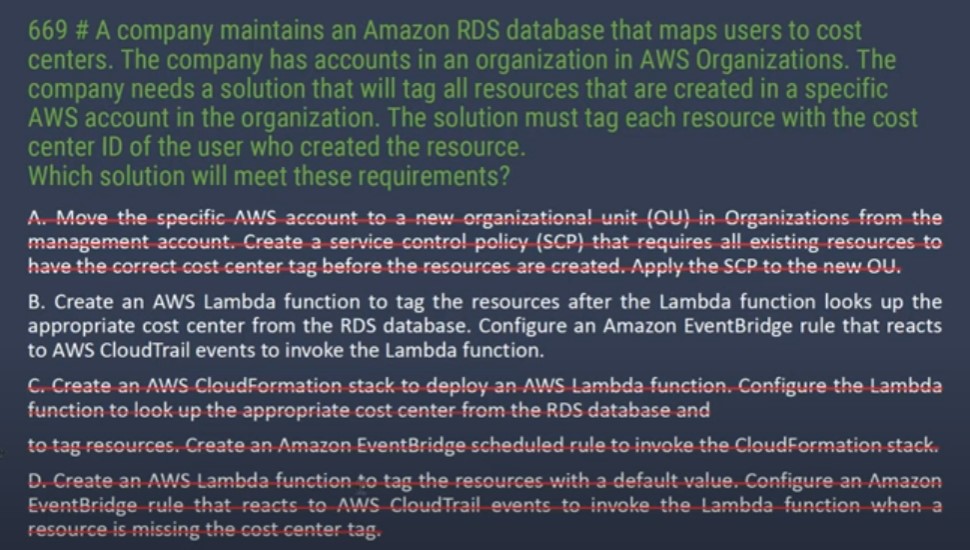 669 # A company maintains an Amazon RDS database that maps users to cost
centers. The company has accounts in an organization in AWS Organizations. The
company needs a solution that will tag all resources that are created in a specific
AWS account in the organization. The solution must tag each resource with the cost
center ID of the user who created the resource.
Which solution will meet these requirements?
A. Move the specific AWS account to a new organizational unit (OU) in Organizations from the
management account. Create a service control policy (SCP) that requires all existing resources to
have the correct cost center tag before the resources are created. Apply the SCP to the new OU.
B. Create an AWS Lambda function to tag the resources after the Lambda function looks up the
appropriate cost center from the RDS database. Configure an Amazon EventBridge rule that reacts
to AWS CloudTrail events to invoke the Lambda function.
C. Create an AWS CloudFormation stack to deploy an AWS Lambda function. Configure the Lambda
function to look up the appropriate cost center from the RDS database and
to tag resources. Create an Amazon EventBridge scheduled rule to invoke the CloudFormation stack.
D. Create an AWS Lambda function to tag the resources with a default value. Configure an Amazon
EventBridge rule that reacts to AWS CloudTrail events to invoke the Lambda function when a
resource is missing the cost center tag.